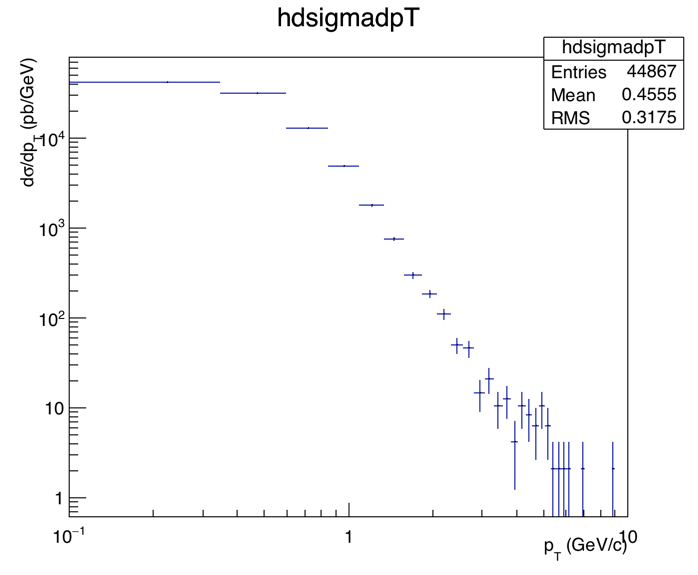 hdsigmadpT
hdsigmadpT
Entries 44867
Mean 0.4555
RMS 0.3175
dσ/dp_T (pb/GeV)
10^4
10^3
10^2
10
1
10^−1
1
10
p_T (GeV/c)